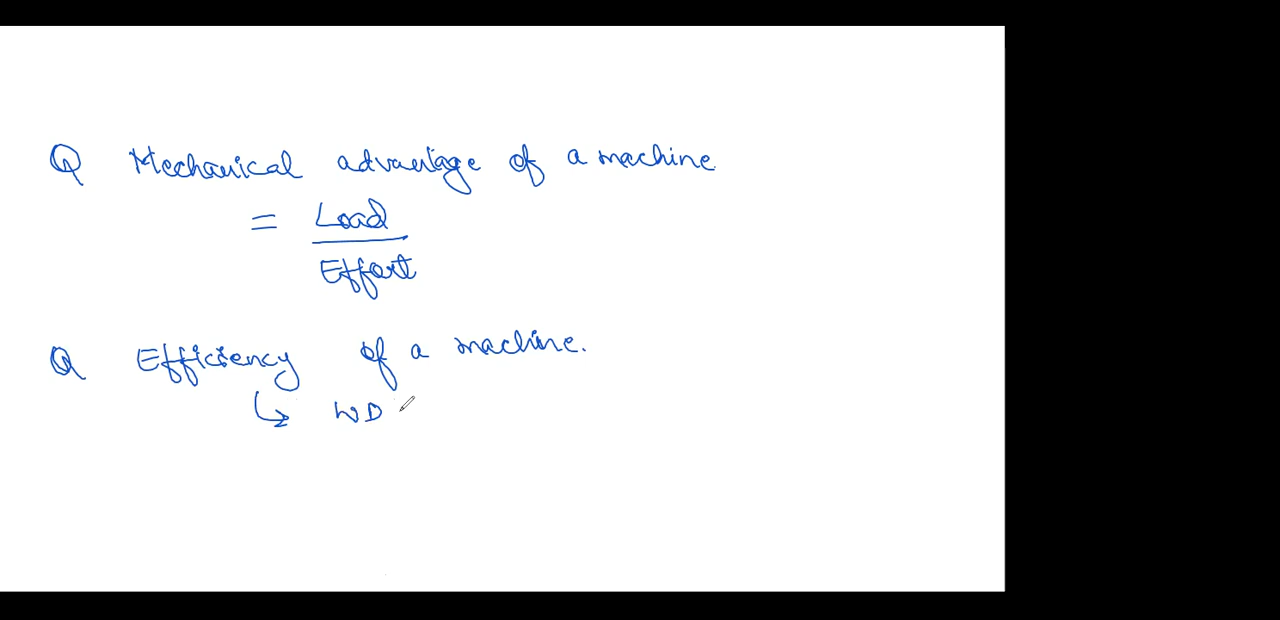 Q Mechanical advantage of a machine
= Load
Effort
Q Efficiency of a machine.
↳ WD